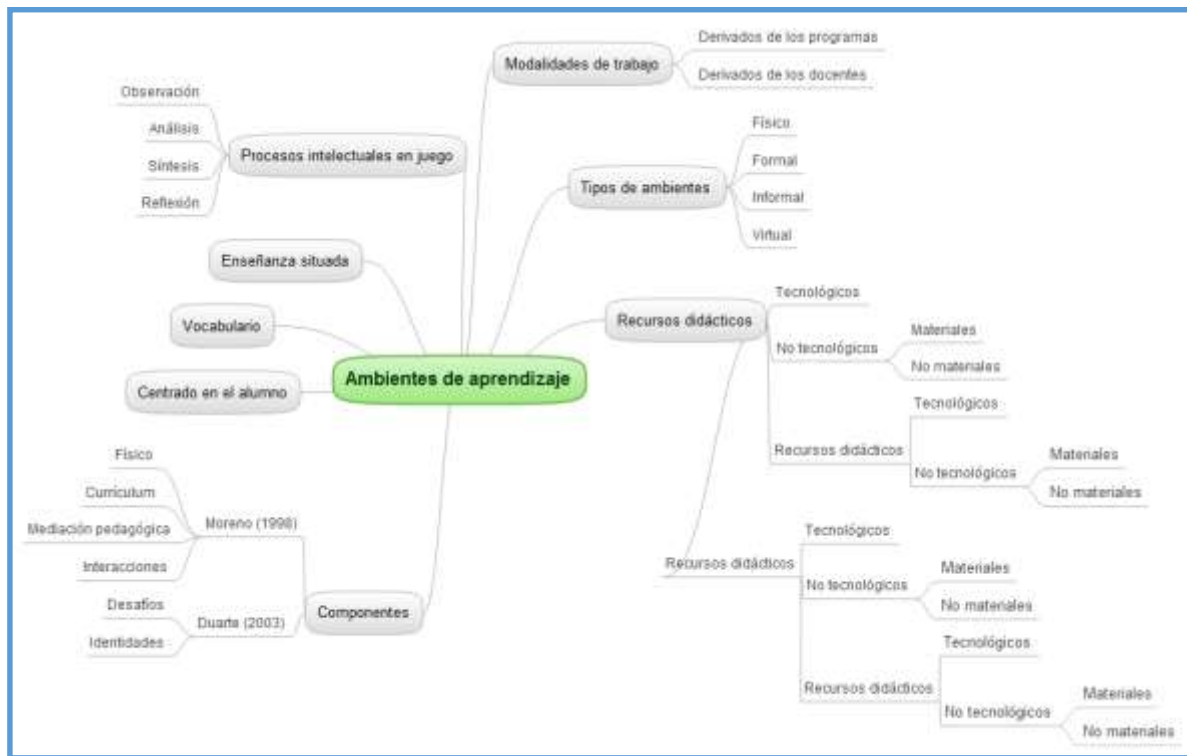 Ambientes de aprendizaje
Modalidades de trabajo
Derivados de los programas
Derivados de los docentes
Tipos de ambientes
Físico
Formal
Informal
Virtual
Recursos didácticos
Tecnológicos
No tecnológicos
Materiales
No materiales
Recursos didácticos
Tecnológicos
No tecnológicos
Materiales
No materiales
Recursos didácticos
Tecnológicos
No tecnológicos
Materiales
No materiales
Recursos didácticos
Tecnológicos
No tecnológicos
Materiales
No materiales
Procesos intelectuales en juego
Observación
Análisis
Síntesis
Reflexión
Enseñanza situada
Vocabulario
Centrado en el alumno
Componentes
Moreno (1998)
Físico
Currículum
Mediación pedagógica
Interacciones
Duarte (2003)
Desafíos
Identidades